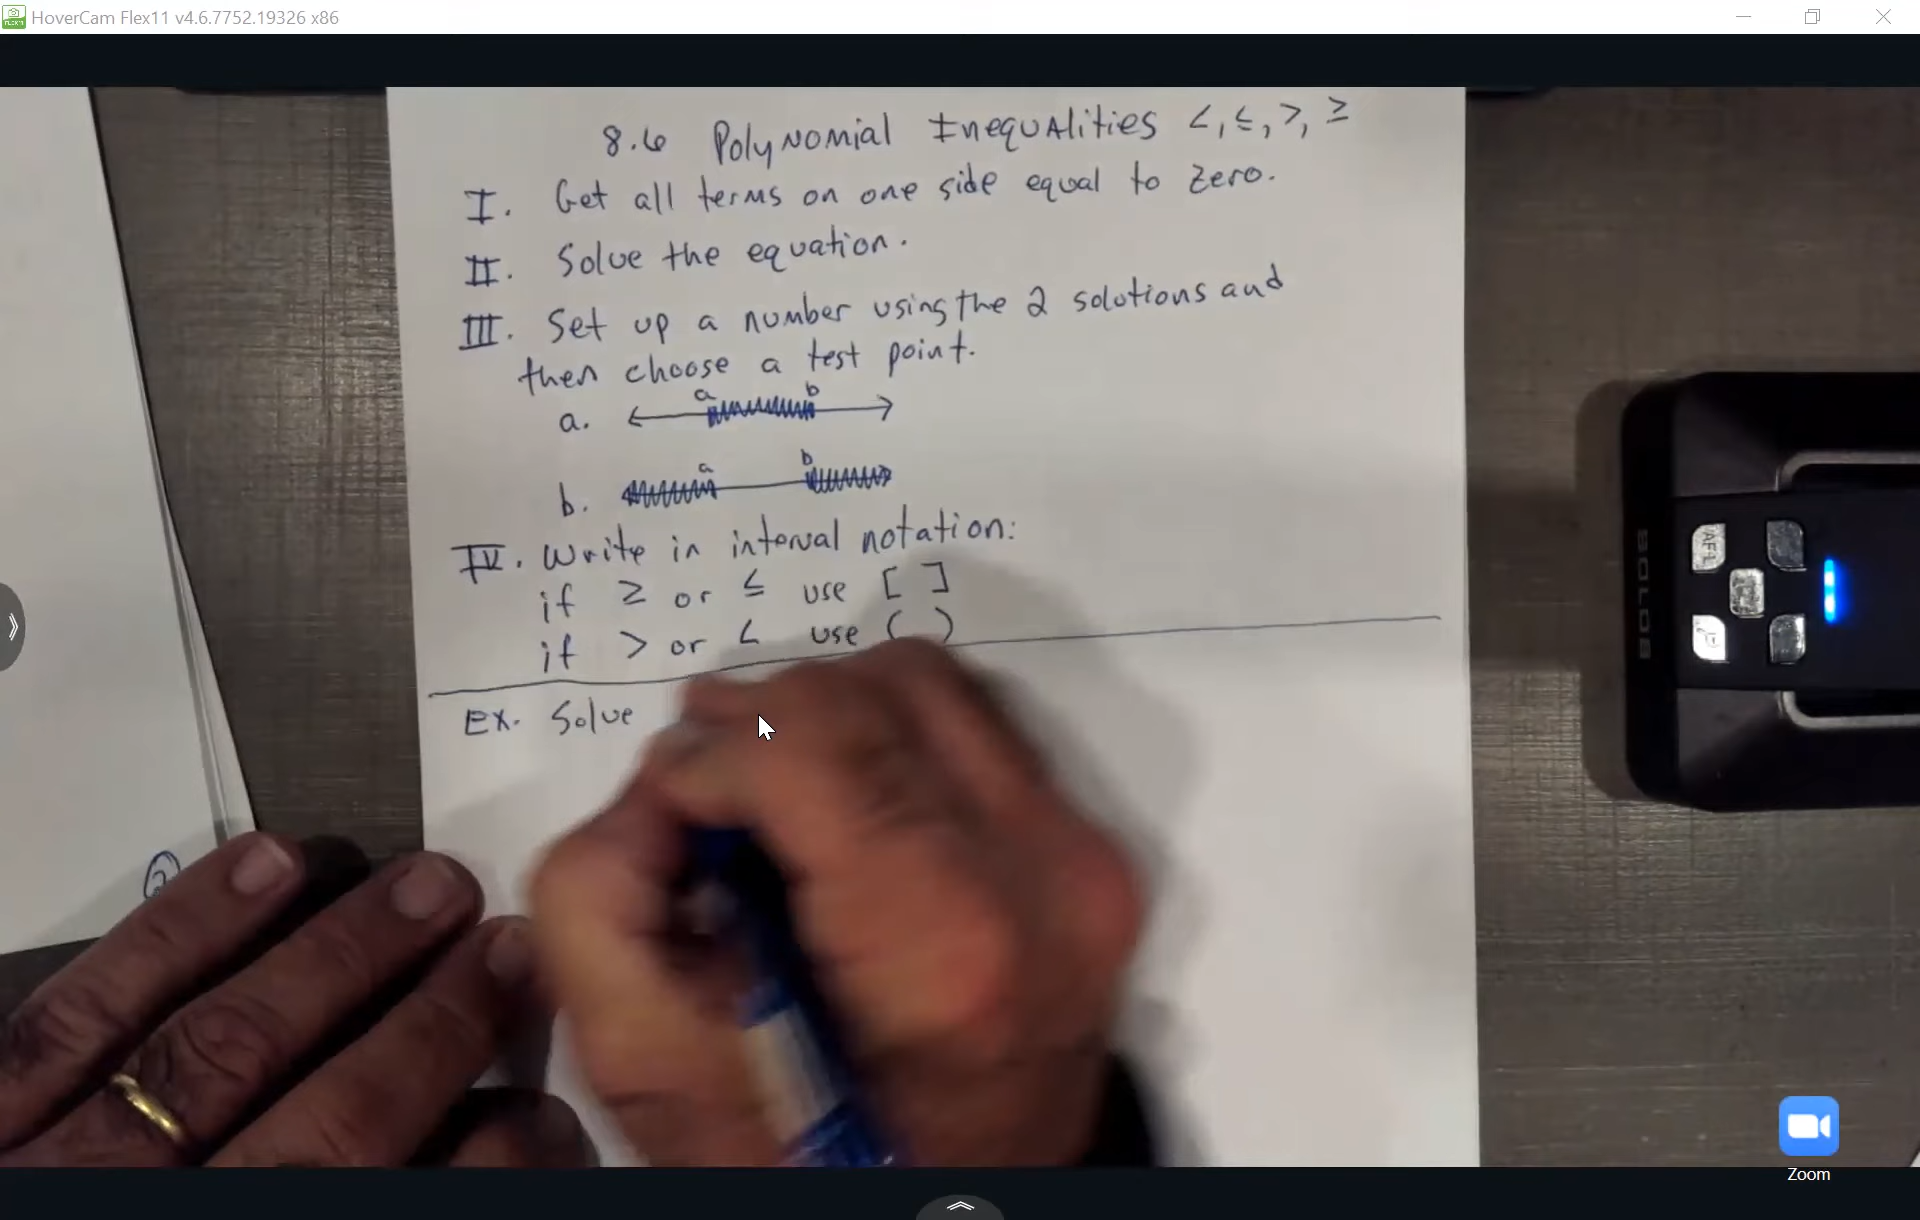 HoverCam Flex11 v4.6.7752.19326 x86
8.6 Polynomial Inequalities <, ≤, >, ≥
I. Get all terms on one side equal to zero.
II. Solve the equation.
III. Set up a number using the 2 solutions and
then choose a test point.
a. a b
b. a b
IV. Write in interval notation:
if ≥ or ≤ use [ ]
if > or < use ( )
Ex. Solve
SOLO8
AF
Zoom